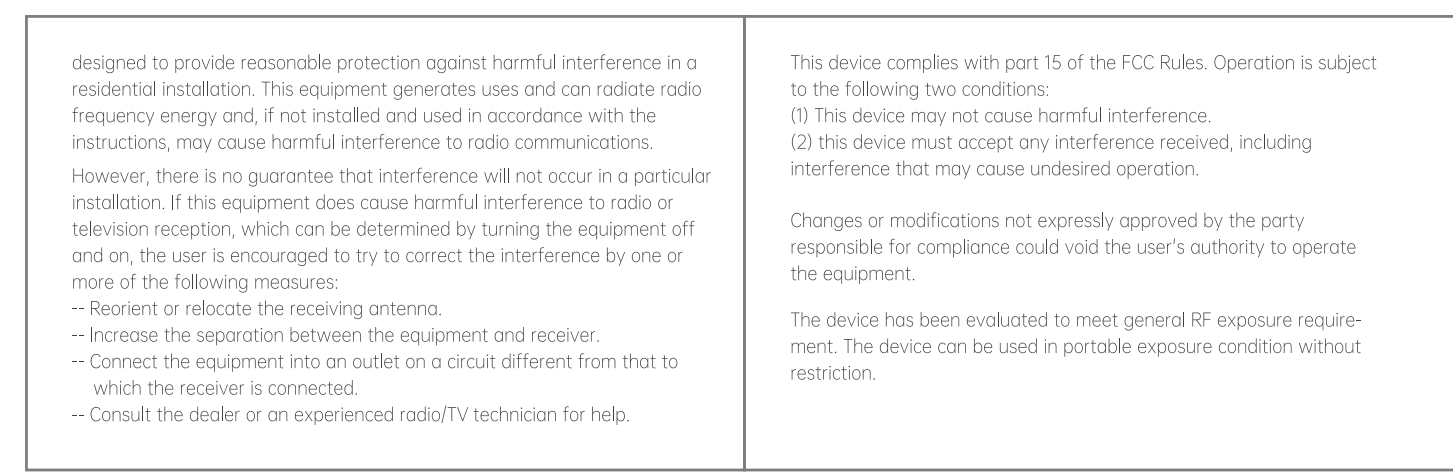 designed to provide reasonable protection against harmful interference in a
residential installation. This equipment generates uses and can radiate radio
frequency energy and, if not installed and used in accordance with the
instructions, may cause harmful interference to radio communications.
However, there is no guarantee that interference will not occur in a particular
installation. If this equipment does cause harmful interference to radio or
television reception, which can be determined by turning the equipment off
and on, the user is encouraged to try to correct the interference by one or
more of the following measures:
-- Reorient or relocate the receiving antenna.
-- Increase the separation between the equipment and receiver.
-- Connect the equipment into an outlet on a circuit different from that to
which the receiver is connected.
-- Consult the dealer or an experienced radio/TV technician for help.
This device complies with part 15 of the FCC Rules. Operation is subject
to the following two conditions:
(1) This device may not cause harmful interference.
(2) this device must accept any interference received, including
interference that may cause undesired operation.
Changes or modifications not expressly approved by the party
responsible for compliance could void the user's authority to operate
the equipment.
The device has been evaluated to meet general RF exposure require-
ment. The device can be used in portable exposure condition without
restriction.